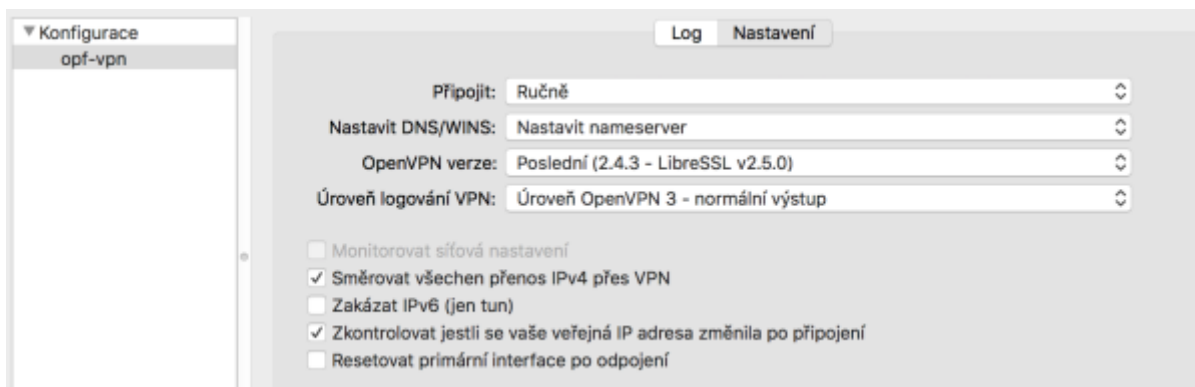 Konfigurace
opf-vpn
Log Nastavení
Připojit: Ručně
Nastavit DNS/WINS: Nastavit nameserver
OpenVPN verze: Poslední (2.4.3 - LibreSSL v2.5.0)
Úroveň logování VPN: Úroveň OpenVPN 3 - normální výstup
Monitorovat síťová nastavení
Směrovat všechen přenos IPv4 přes VPN
Zakázat IPv6 (jen tun)
Zkontrolovat jestli se vaše veřejná IP adresa změnila po připojení
Resetovat primární interface po odpojení